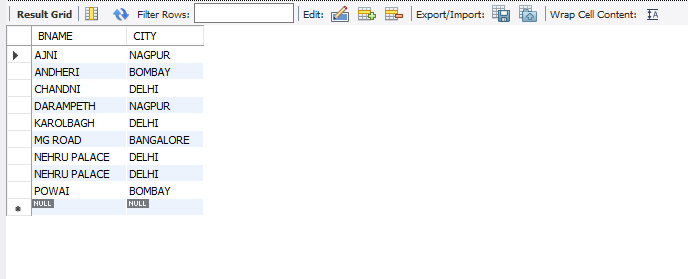 Result Grid Filter Rows: Edit: Export/Import: Wrap Cell Content:
BNAME CITY
AJNI NAGPUR
ANDHERI BOMBAY
CHANDNI DELHI
DARAMPETH NAGPUR
KAROLBAGH DELHI
MG ROAD BANGALORE
NEHRU PALACE DELHI
NEHRU PALACE DELHI
POWAI BOMBAY
NULL NULL